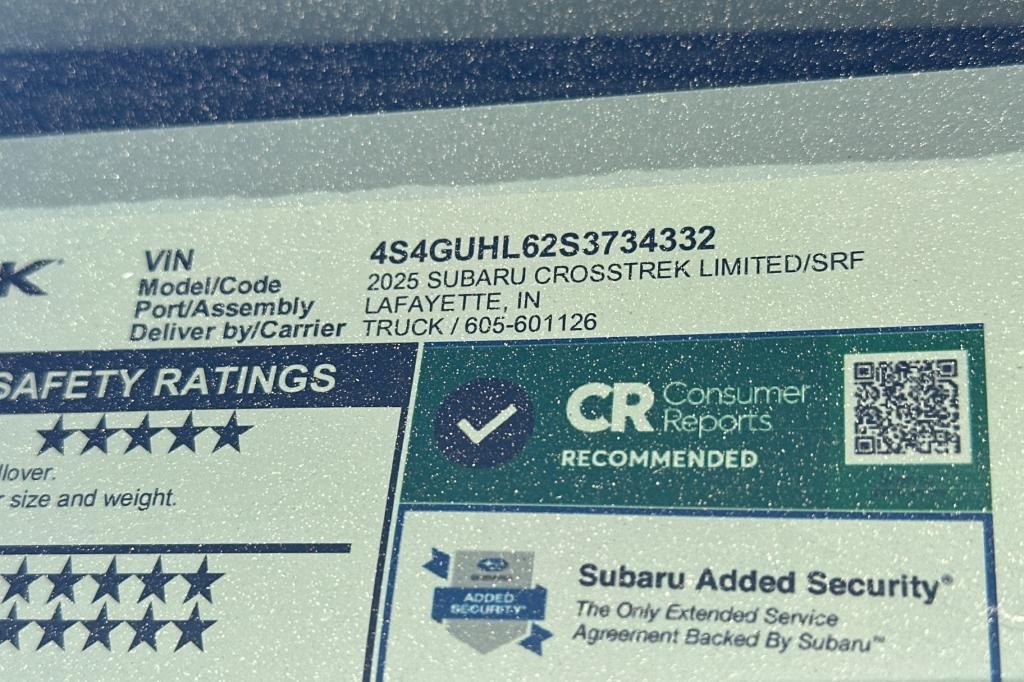 K
VIN 4S4GUHL62S3734332
Model/Code 2025 SUBARU CROSSTREK LIMITED/SRF
Port/Assembly LAFAYETTE, IN
Deliver by/Carrier TRUCK / 605-601126
SAFETY RATINGS
llover.
size and weight.
CR Consumer Reports
RECOMMENDED
SUBARU
ADDED
SECURITY
Subaru Added Security®
The Only Extended Service
Agreement Backed By Subaru™